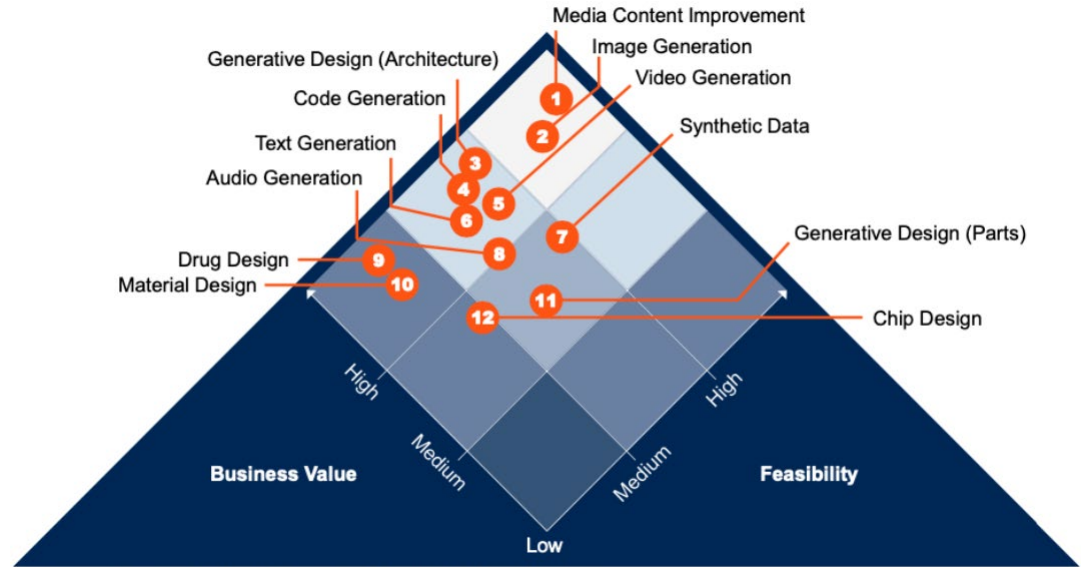 Media Content Improvement
Image Generation
Generative Design (Architecture)
Video Generation
Code Generation
Synthetic Data
Text Generation
Audio Generation
Generative Design (Parts)
Drug Design
Material Design
Chip Design
1
2
3
4
5
6
7
8
9
10
11
12
High
High
Medium
Medium
Business Value
Feasibility
Low